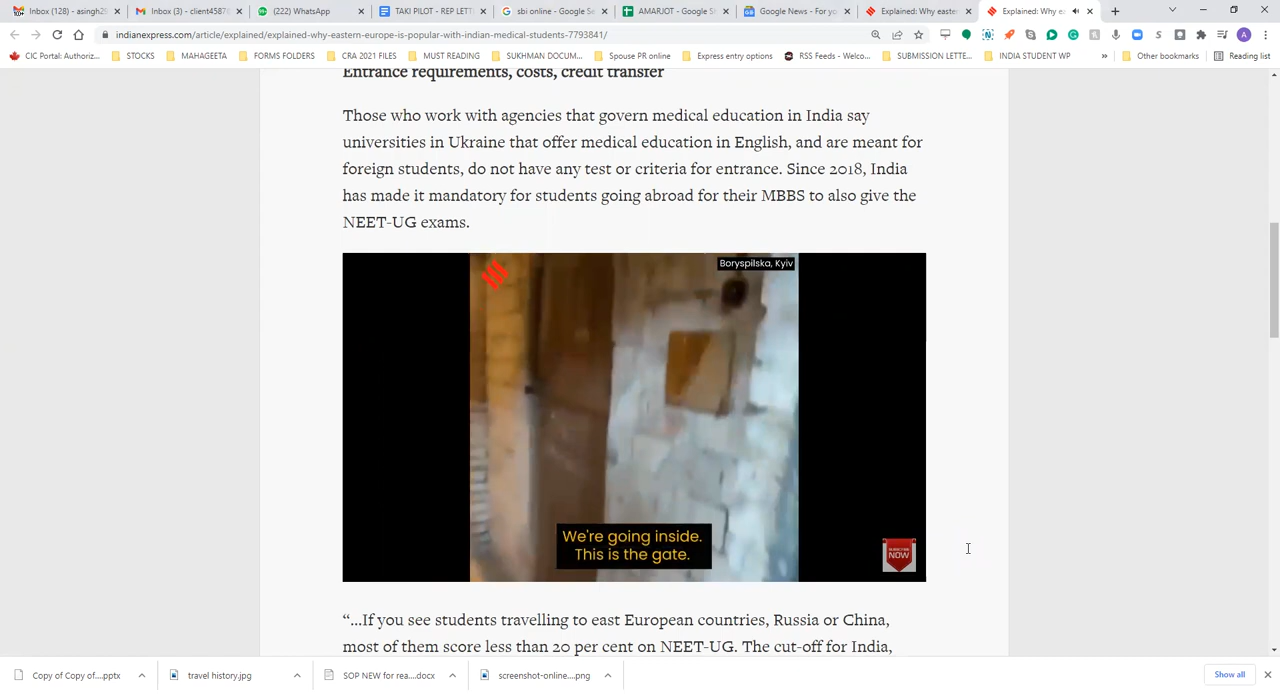 Inbox (128) - asingh20
Inbox (3) - client4587
(222) WhatsApp
TAKI PILOT - REP LETT
sbi online - Google Se
AMARJOT - Google S
Google News - For yo
Explained: Why easter
Explained: Why ea
indianexpress.com/article/explained/explained-why-eastern-europe-is-popular-with-indian-medical-students-7793841/
CIC Portal: Authoriz...
STOCKS
MAHAGEETA
FORMS FOLDERS
CRA 2021 FILES
MUST READING
SUKHMAN DOCUM...
Spouse PR online
Express entry options
RSS Feeds - Welco...
SUBMISSION LETTE...
INDIA STUDENT WP
Other bookmarks
Reading list
Entrance requirements, costs, credit transfer
Those who work with agencies that govern medical education in India say
universities in Ukraine that offer medical education in English, and are meant for
foreign students, do not have any test or criteria for entrance. Since 2018, India
has made it mandatory for students going abroad for their MBBS to also give the
NEET-UG exams.
Boryspilska, Kyiv
We're going inside.
This is the gate.
SUBSCRIBE
NOW
“...If you see students travelling to east European countries, Russia or China,
most of them score less than 20 per cent on NEET-UG. The cut-off for India,
Copy of Copy of....pptx
travel history.jpg
SOP NEW for rea....docx
screenshot-online....png
Show all